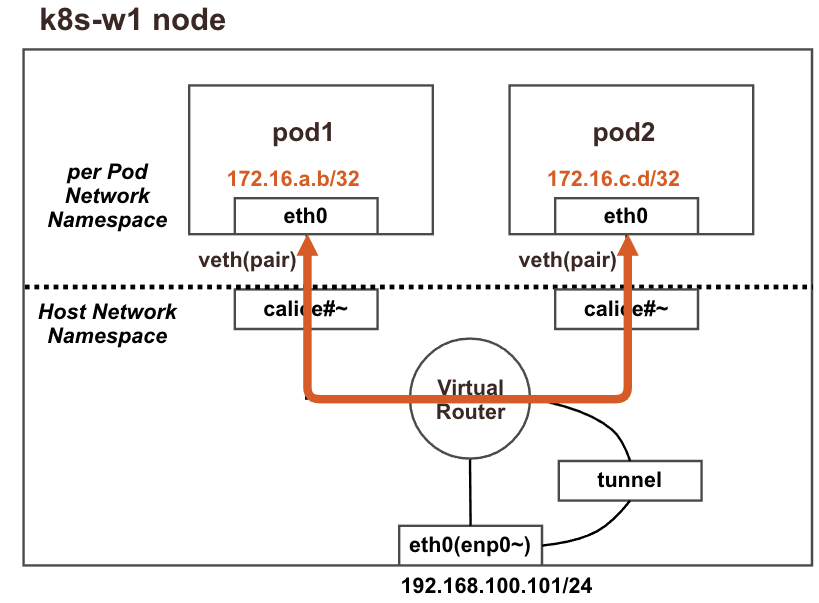 k8s-w1 node
pod1
pod2
per Pod
Network
Namespace
172.16.a.b/32
172.16.c.d/32
eth0
eth0
veth(pair)
veth(pair)
Host Network
Namespace
calice#~
calice#~
Virtual
Router
tunnel
eth0(enp0~)
192.168.100.101/24